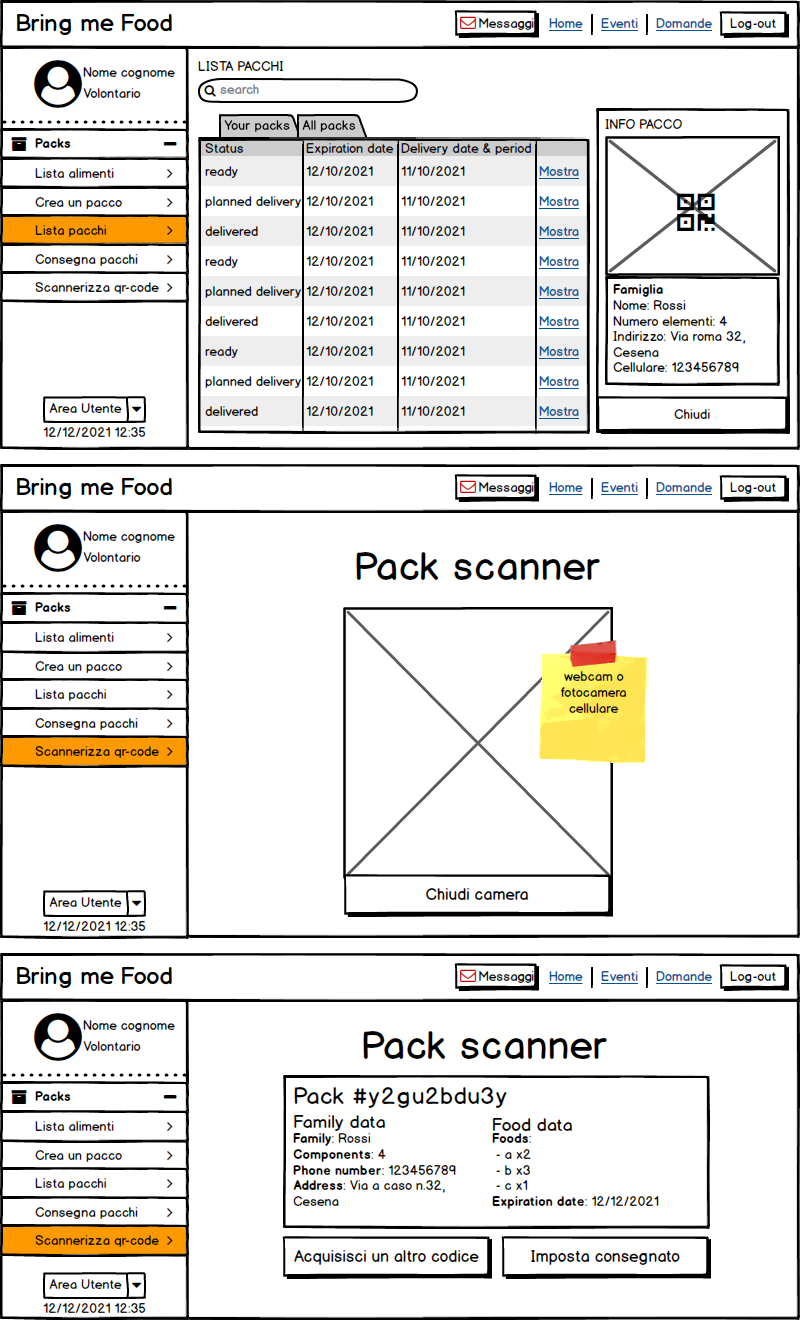 Bring me Food
Messaggi
Home
Eventi
Domande
Log-out
Nome cognome
Volontario
Packs
Lista alimenti
Crea un pacco
Lista pacchi
Consegna pacchi
Scannerizza qr-code
Area Utente
12/12/2021 12:35
LISTA PACCHI
search
Your packs
All packs
Status Expiration date Delivery date & period
ready 12/10/2021 11/10/2021 Mostra
planned delivery 12/10/2021 11/10/2021 Mostra
delivered 12/10/2021 11/10/2021 Mostra
ready 12/10/2021 11/10/2021 Mostra
planned delivery 12/10/2021 11/10/2021 Mostra
delivered 12/10/2021 11/10/2021 Mostra
ready 12/10/2021 11/10/2021 Mostra
planned delivery 12/10/2021 11/10/2021 Mostra
delivered 12/10/2021 11/10/2021 Mostra
INFO PACCO
Famiglia
Nome: Rossi
Numero elementi: 4
Indirizzo: Via roma 32,
Cesena
Cellulare: 123456789
Chiudi
Bring me Food
Messaggi
Home
Eventi
Domande
Log-out
Nome cognome
Volontario
Packs
Lista alimenti
Crea un pacco
Lista pacchi
Consegna pacchi
Scannerizza qr-code
Area Utente
12/12/2021 12:35
Pack scanner
webcam o
fotocamera
cellulare
Chiudi camera
Bring me Food
Messaggi
Home
Eventi
Domande
Log-out
Nome cognome
Volontario
Packs
Lista alimenti
Crea un pacco
Lista pacchi
Consegna pacchi
Scannerizza qr-code
Area Utente
12/12/2021 12:35
Pack scanner
Pack #y2gu2bdu3y
Family data
Family: Rossi
Components: 4
Phone number: 123456789
Address: Via a caso n.32,
Cesena
Food data
Foods:
- a x2
- b x3
- c x1
Expiration date: 12/12/2021
Acquisisci un altro codice
Imposta consegnato